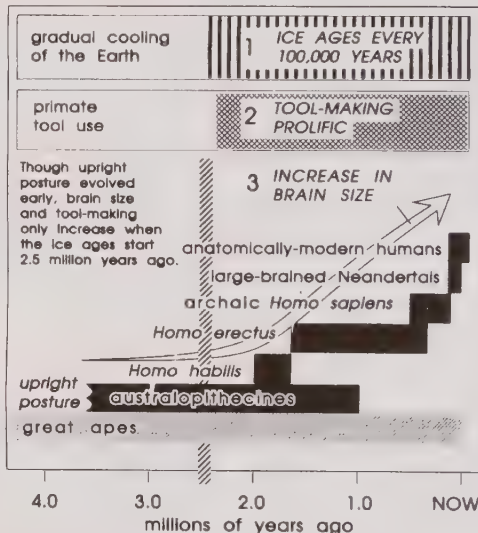 gradual cooling
of the Earth
1 ICE AGES EVERY
100,000 YEARS
primate
tool use
2 TOOL-MAKING
PROLIFIC
Though upright
posture evolved
early, brain size
and tool-making
only increase when
the ice ages start
2.5 million years ago.
3 INCREASE IN
BRAIN SIZE
anatomically-modern humans
large-brained Neandertals
archaic Homo sapiens
Homo erectus
Homo habilis
upright
posture
australopithecines
great apes
4.0 3.0 2.0 1.0 NOW
millions of years ago